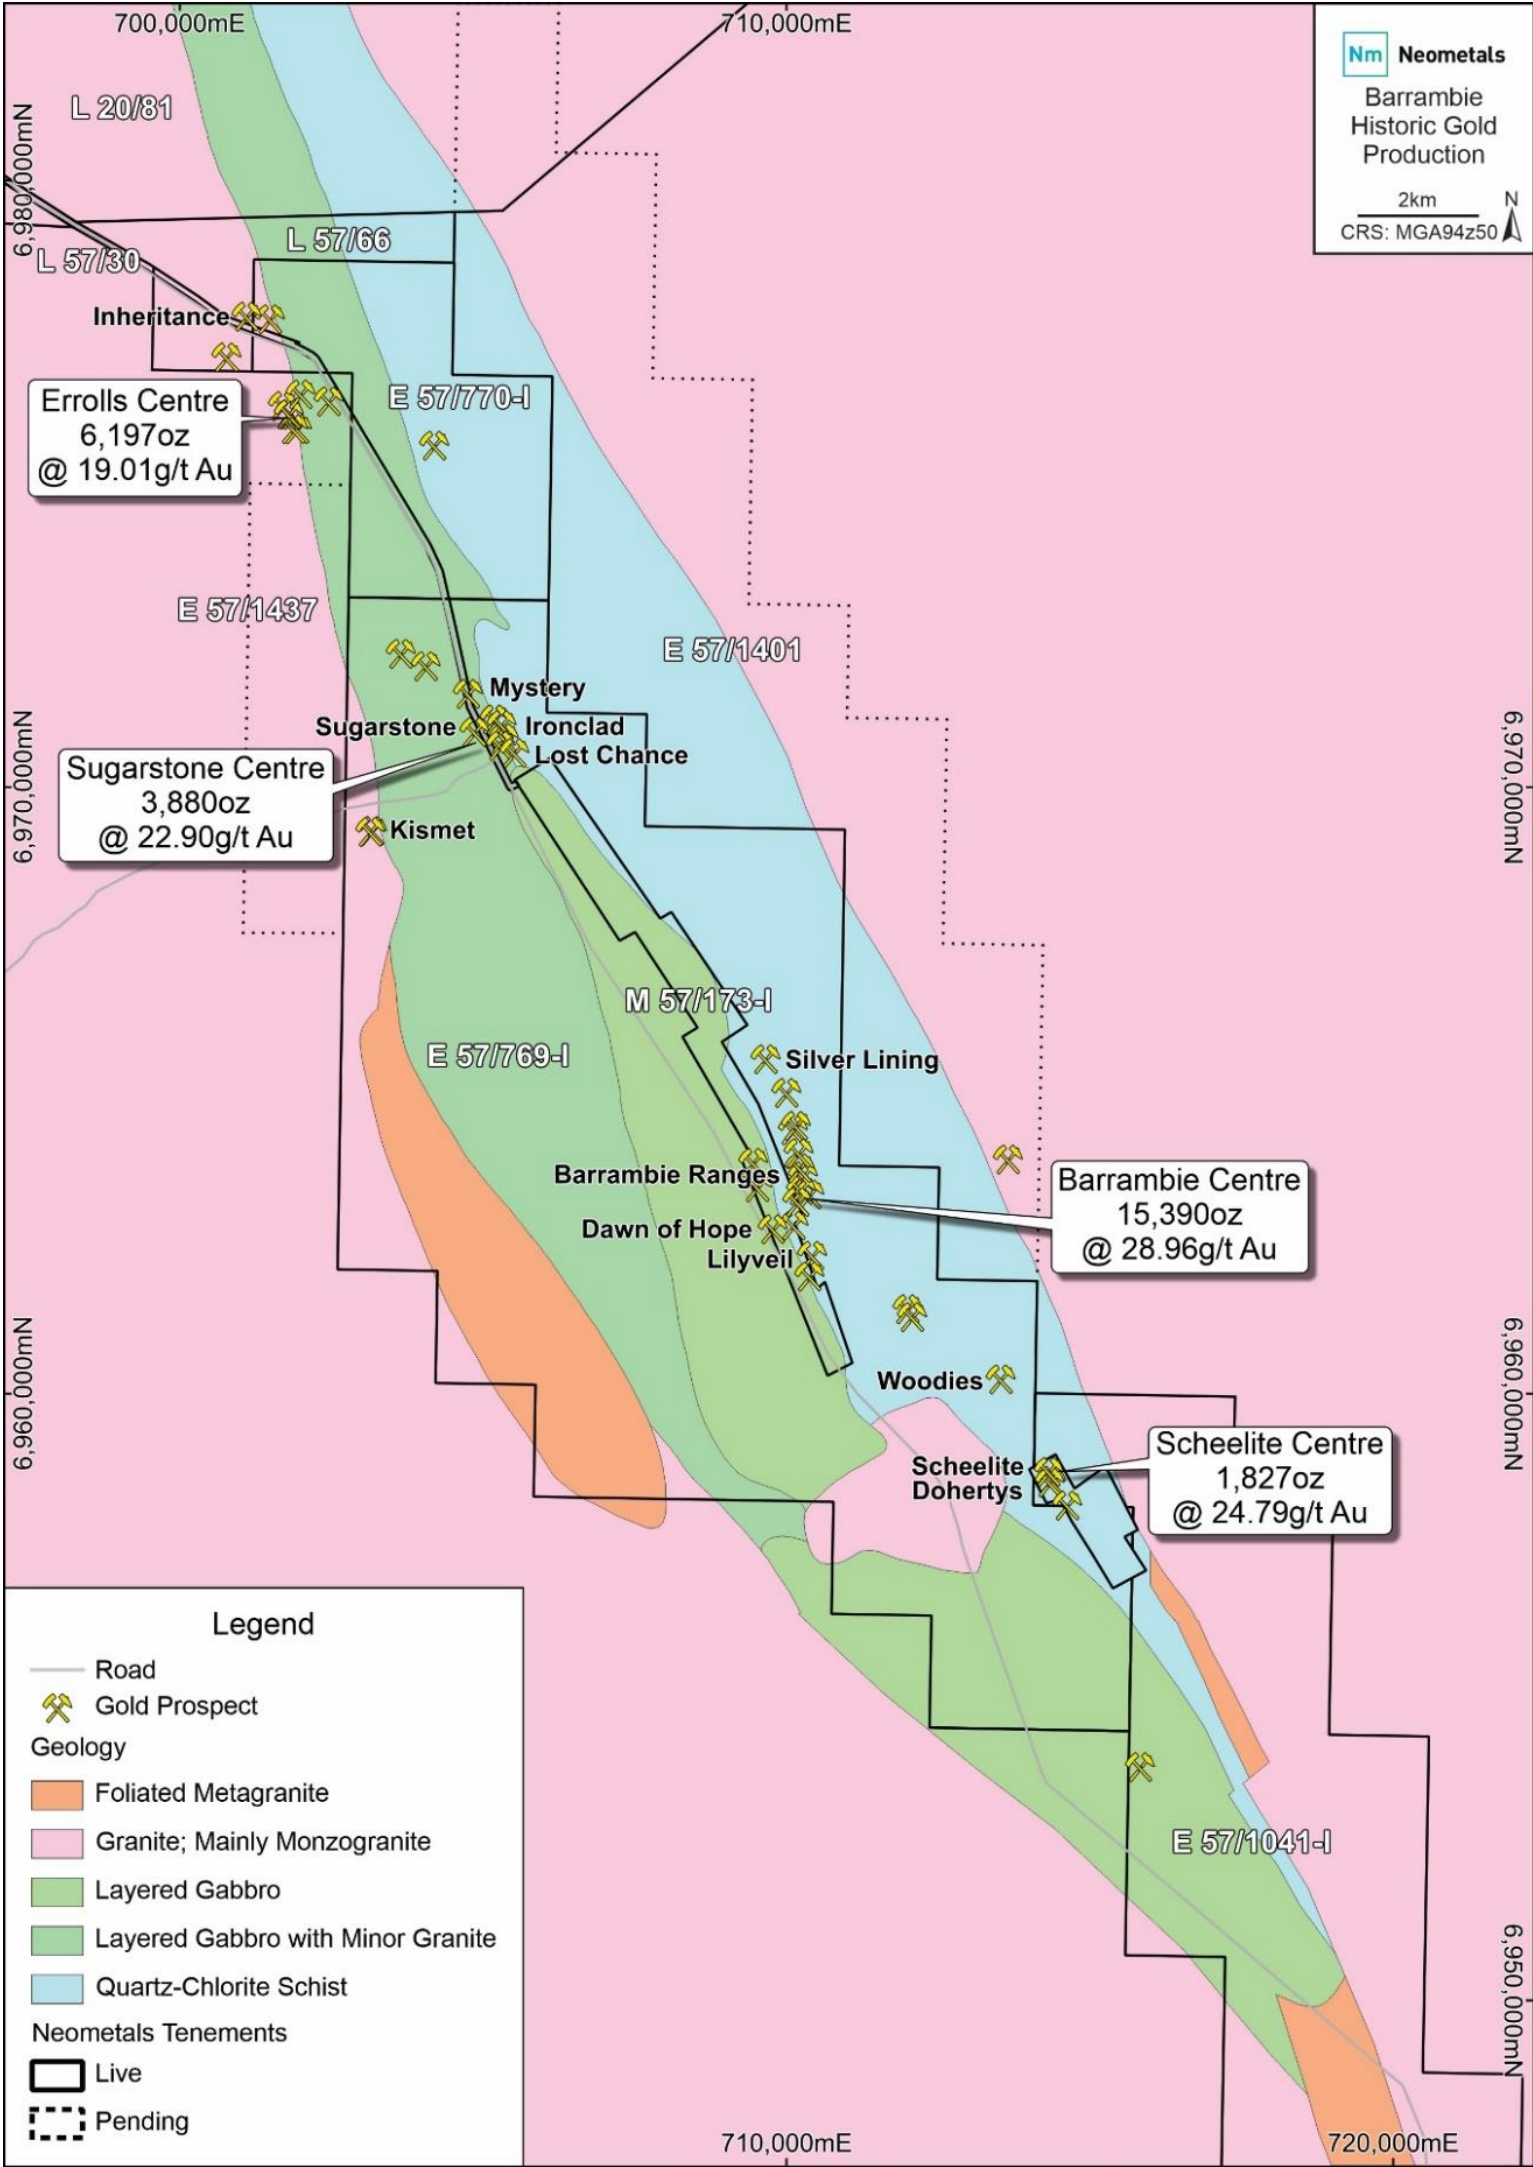 700,000mE
710,000mE
Nm Neometals
Barrambie
Historic Gold
Production
2km
N
CRS: MGA94z50
L 20/81
6,980,000mN
L 57/66
L 57/30
Inheritance
Errolls Centre
6,197oz
@ 19.01g/t Au
E 57/770-I
E 57/1437
E 57/1401
Mystery
Sugarstone
Ironclad
Lost Chance
Sugarstone Centre
3,880oz
@ 22.90g/t Au
6,970,000mN
6,970,000mN
Kismet
M 57/173-I
E 57/769-I
Silver Lining
Barrambie Ranges
Barrambie Centre
15,390oz
@ 28.96g/t Au
Dawn of Hope
Lilyveil
6,960,000mN
6,960,000mN
Woodies
Scheelite
Dohertys
Scheelite Centre
1,827oz
@ 24.79g/t Au
E 57/1041-I
6,950,000mN
Legend
Road
Gold Prospect
Geology
Foliated Metagranite
Granite; Mainly Monzogranite
Layered Gabbro
Layered Gabbro with Minor Granite
Quartz-Chlorite Schist
Neometals Tenements
Live
Pending
710,000mE
720,000mE